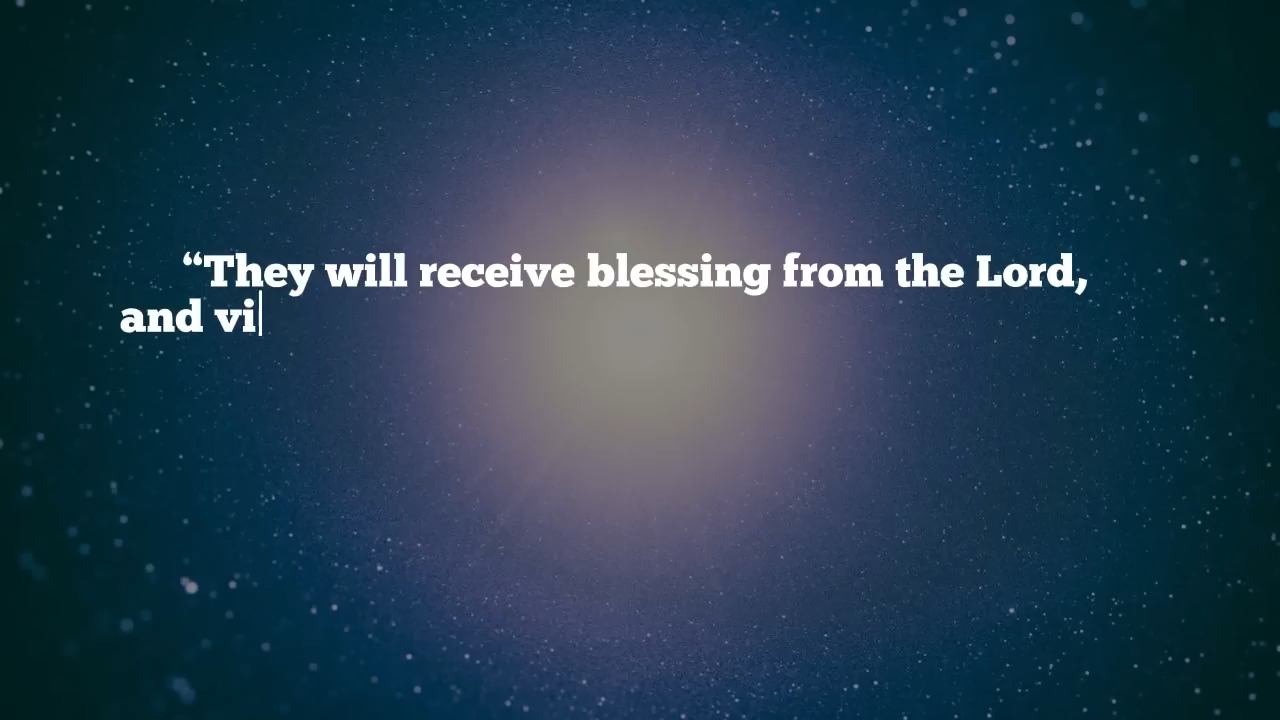 “They will receive blessing from the Lord,
and vi